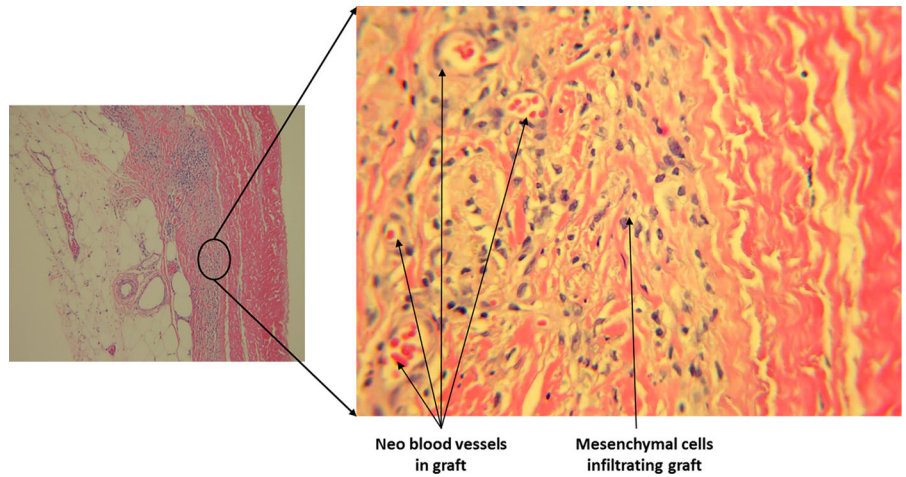 Neo blood vessels
in graft
Mesenchymal cells
infiltrating graft